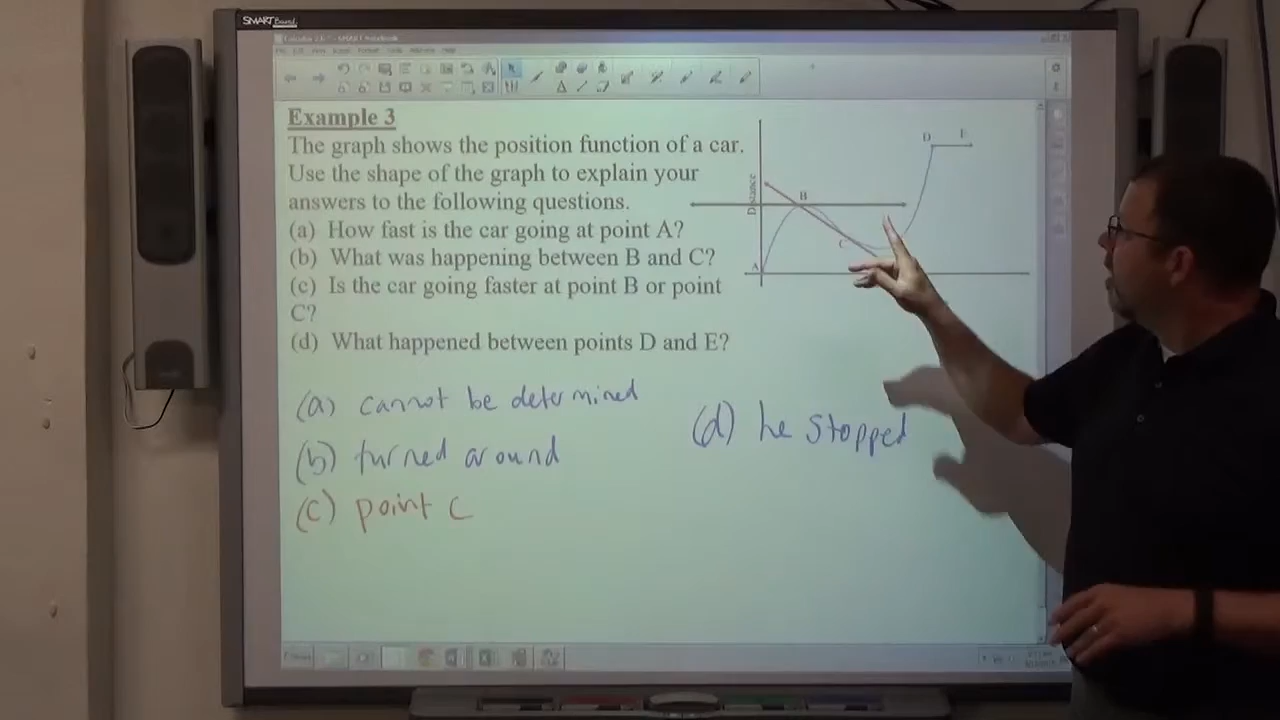 SMART Board
Example 3
The graph shows the position function of a car.
Use the shape of the graph to explain your
answers to the following questions.
(a) How fast is the car going at point A?
(b) What was happening between B and C?
(c) Is the car going faster at point B or point
C?
(d) What happened between points D and E?
Distance
A
B
C
D
E
(a) cannot be determined
(b) turned around
(c) point C
(d) he stopped